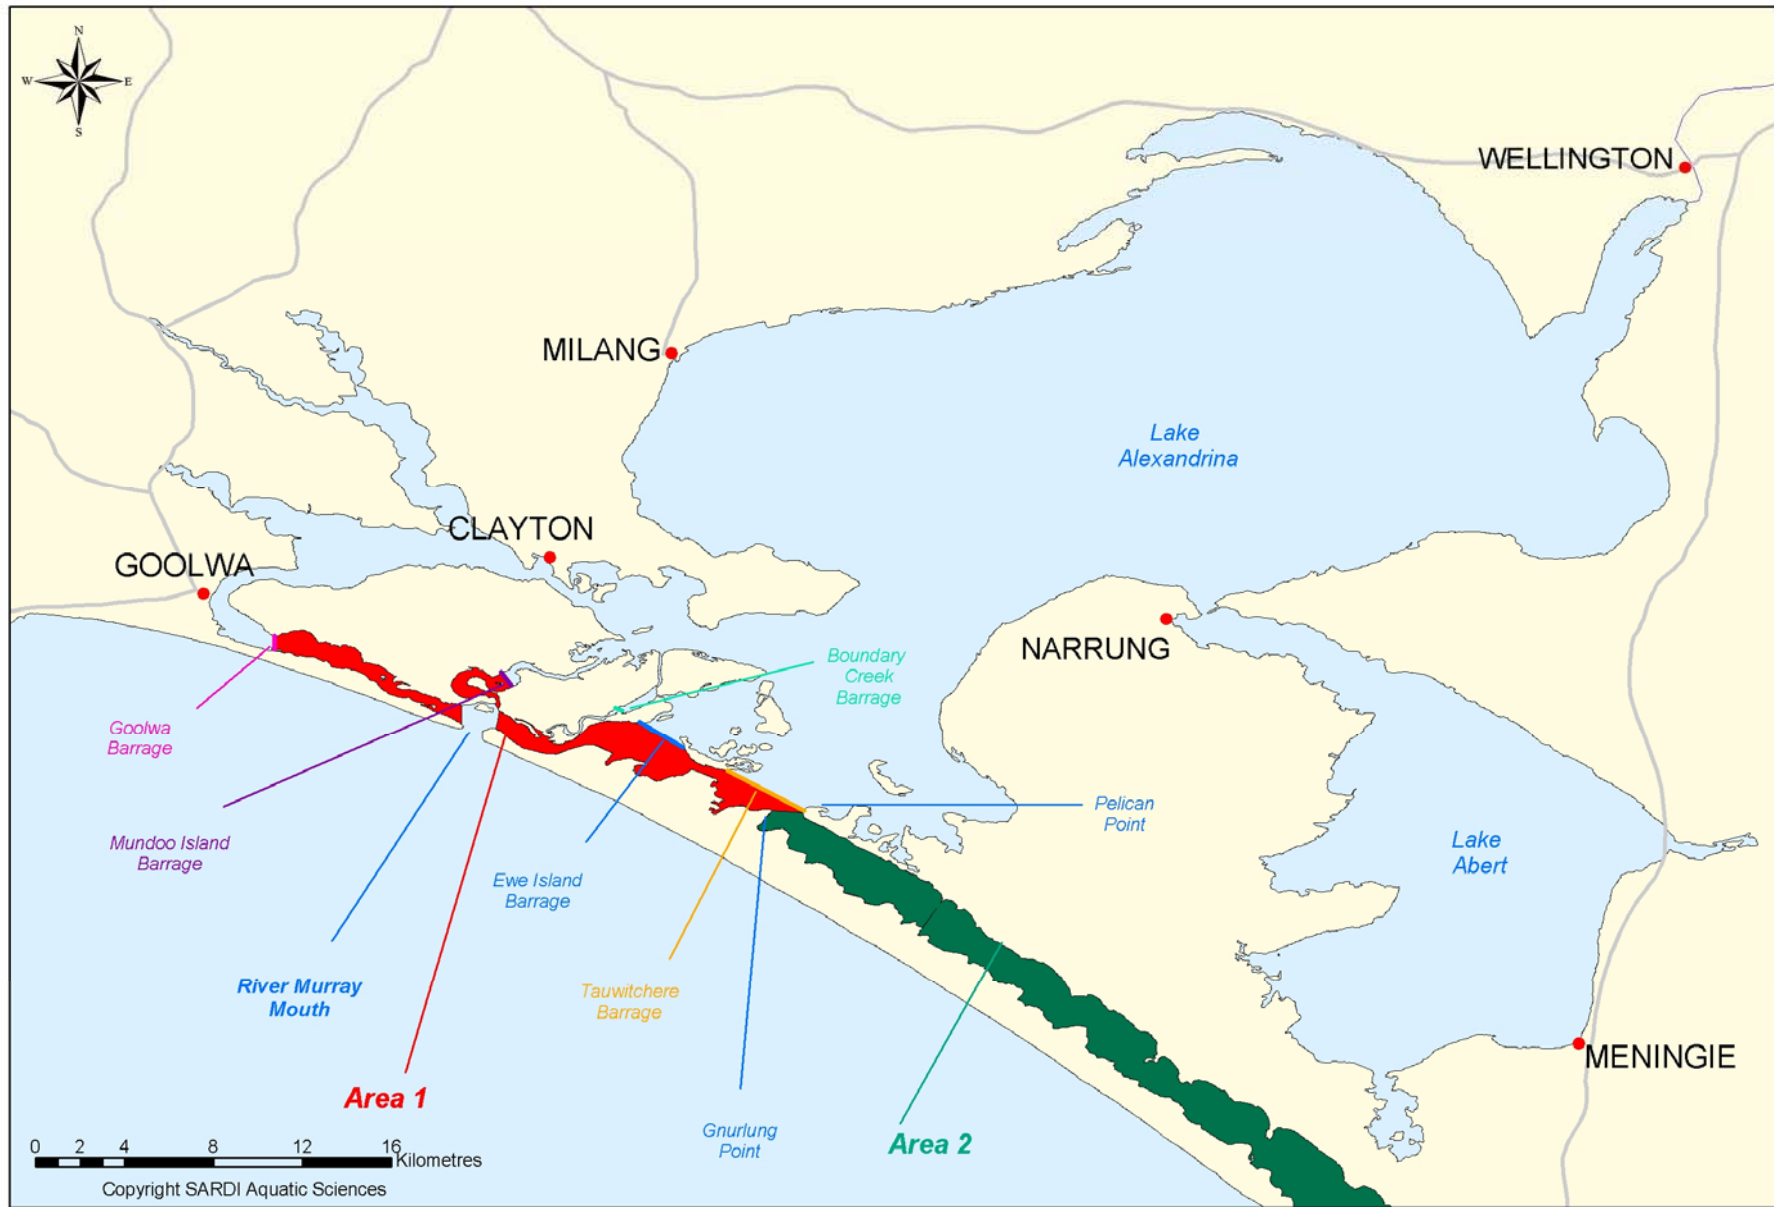 N
W
E
S
WELLINGTON
MILANG
Lake
Alexandrina
CLAYTON
GOOLWA
NARRUNG
Boundary
Creek
Barrage
Goolwa
Barrage
Pelican
Point
Mundoo Island
Barrage
Ewe Island
Barrage
Lake
Abert
River Murray
Mouth
Tauwitchere
Barrage
MENINGIE
Area 1
Gnurlung
Point
Area 2
0 2 4 8 12 16
Kilometres
Copyright SARDI Aquatic Sciences